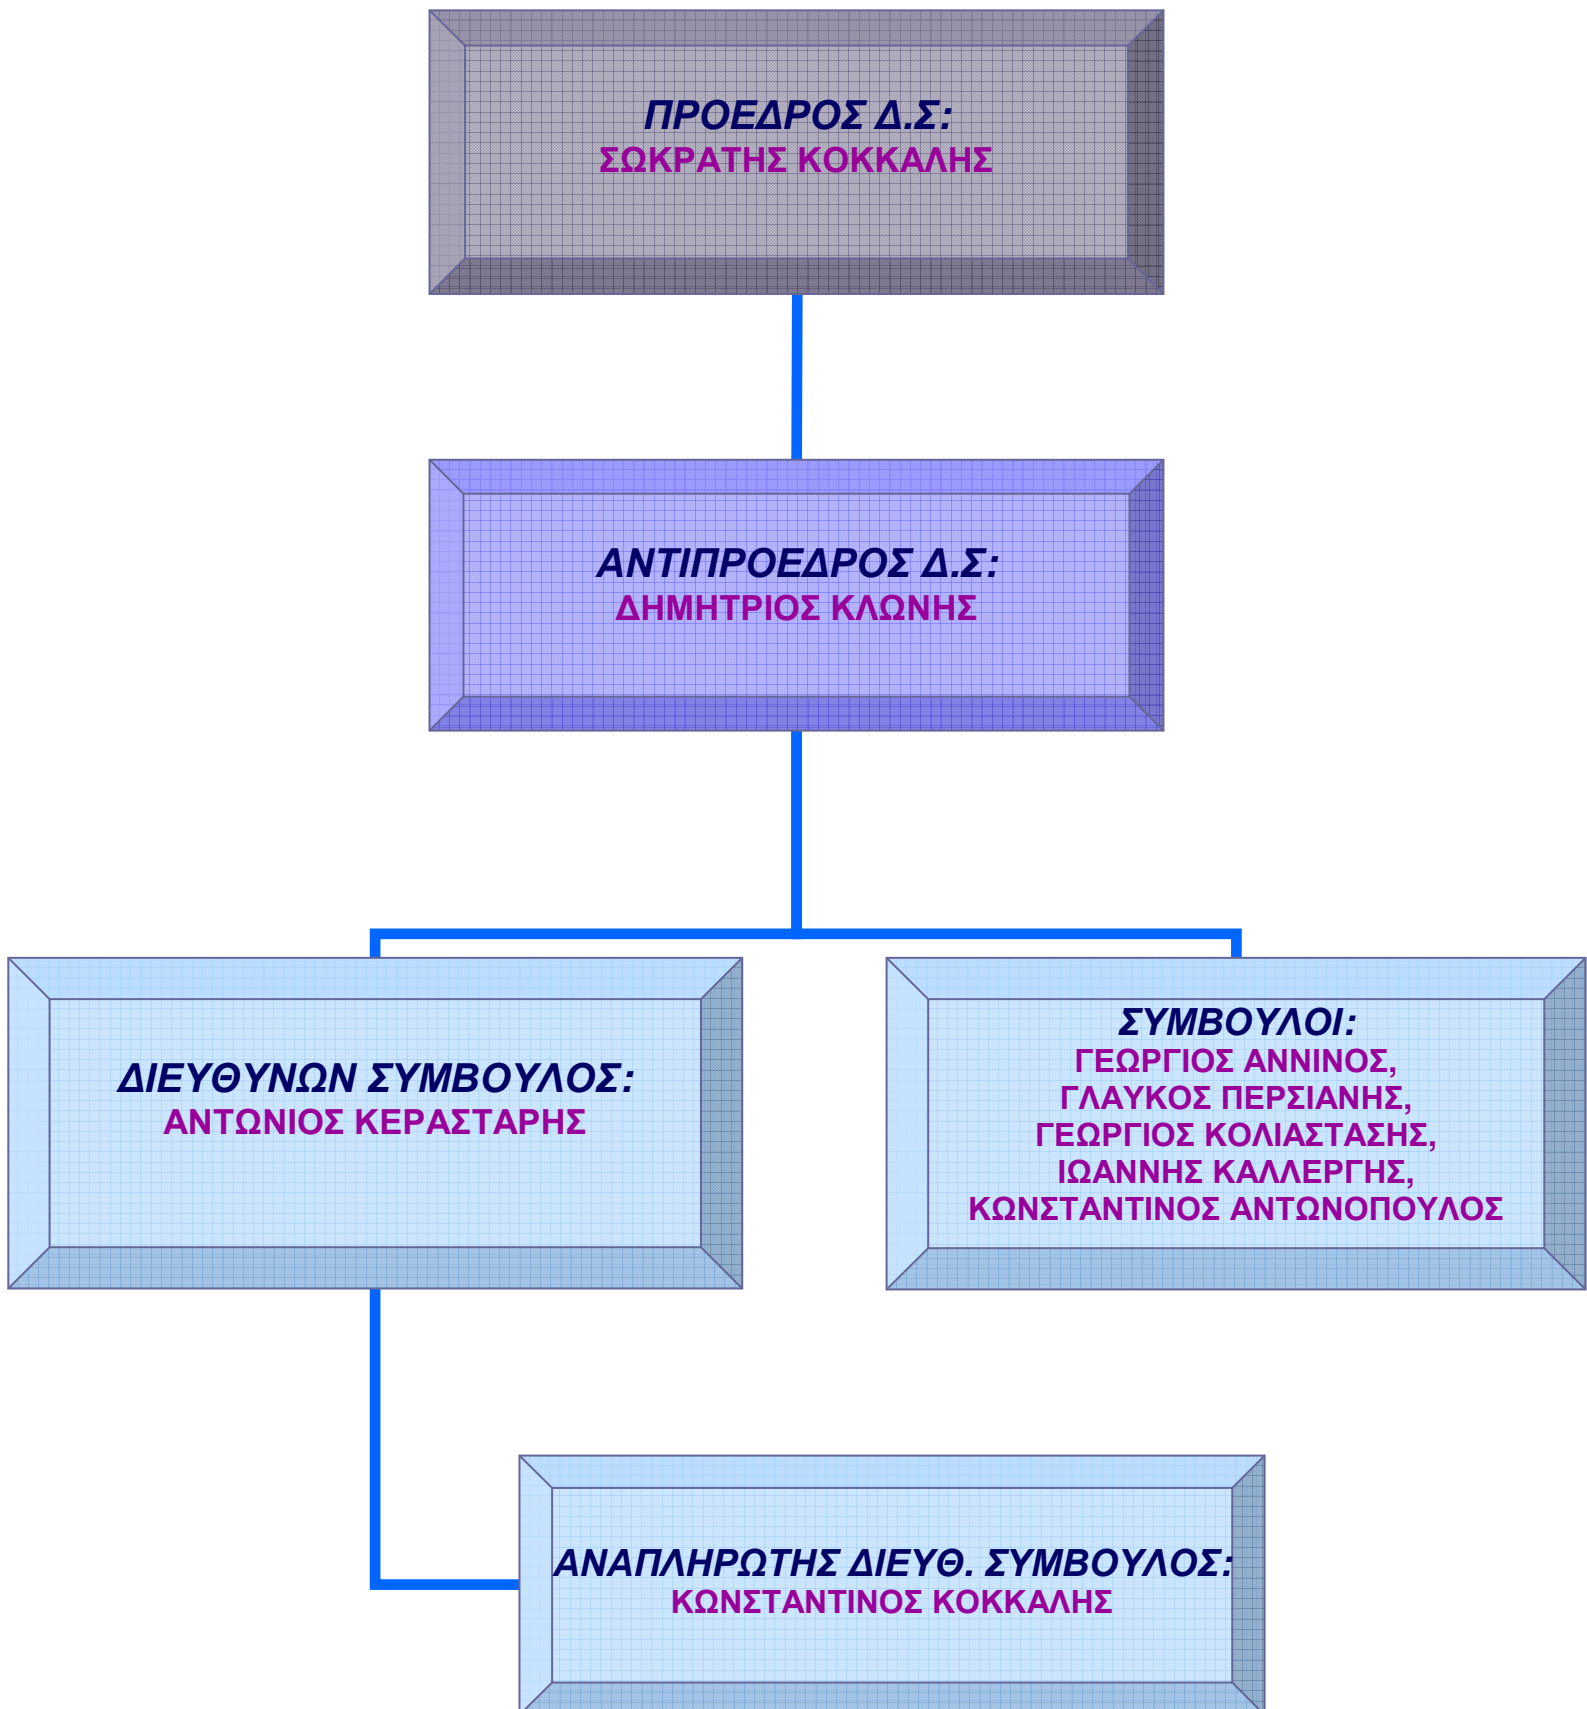 ΠΡΟΕΔΡΟΣ Δ.Σ:
ΣΩΚΡΑΤΗΣ ΚΟΚΚΑΛΗΣ
ΑΝΤΙΠΡΟΕΔΡΟΣ Δ.Σ:
ΔΗΜΗΤΡΙΟΣ ΚΛΩΝΗΣ
ΔΙΕΥΘΥΝΩΝ ΣΥΜΒΟΥΛΟΣ:
ΑΝΤΩΝΙΟΣ ΚΕΡΑΣΤΑΡΗΣ
ΣΥΜΒΟΥΛΟΙ:
ΓΕΩΡΓΙΟΣ ΑΝΝΙΝΟΣ,
ΓΛΑΥΚΟΣ ΠΕΡΣΙΑΝΗΣ,
ΓΕΩΡΓΙΟΣ ΚΟΛΙΑΣΤΑΣΗΣ,
ΙΩΑΝΝΗΣ ΚΑΛΛΕΡΓΗΣ,
ΚΩΝΣΤΑΝΤΙΝΟΣ ΑΝΤΩΝΟΠΟΥΛΟΣ
ΑΝΑΠΛΗΡΩΤΗΣ ΔΙΕΥΘ. ΣΥΜΒΟΥΛΟΣ:
ΚΩΝΣΤΑΝΤΙΝΟΣ ΚΟΚΚΑΛΗΣ